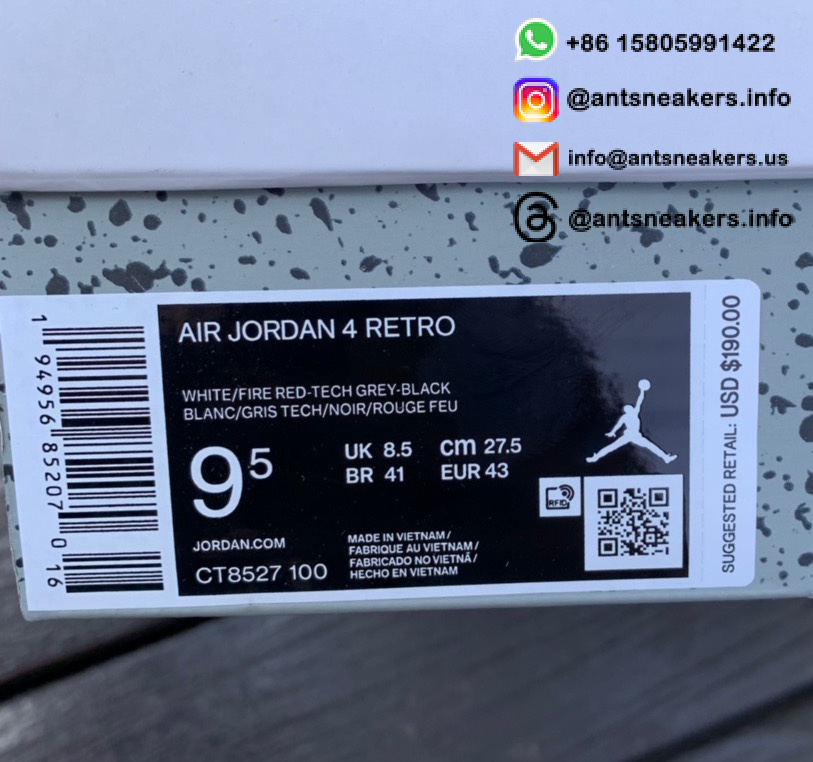 +86 15805991422
@antsneakers.info
info@antsneakers.us
@antsneakers.info
AIR JORDAN 4 RETRO
WHITE/FIRE RED-TECH GREY-BLACK
BLANC/GRIS TECH/NOIR/ROUGE FEU
9 5
UK 8.5 cm 27.5
BR 41 EUR 43
RFID
JORDAN.COM
CT8527 100
MADE IN VIETNAM/
FABRIQUE AU VIETNAM/
FABRICADO NO VIETNÃ/
HECHO EN VIETNAM
1 94956 85207 016
SUGGESTED RETAIL: USD $190.00